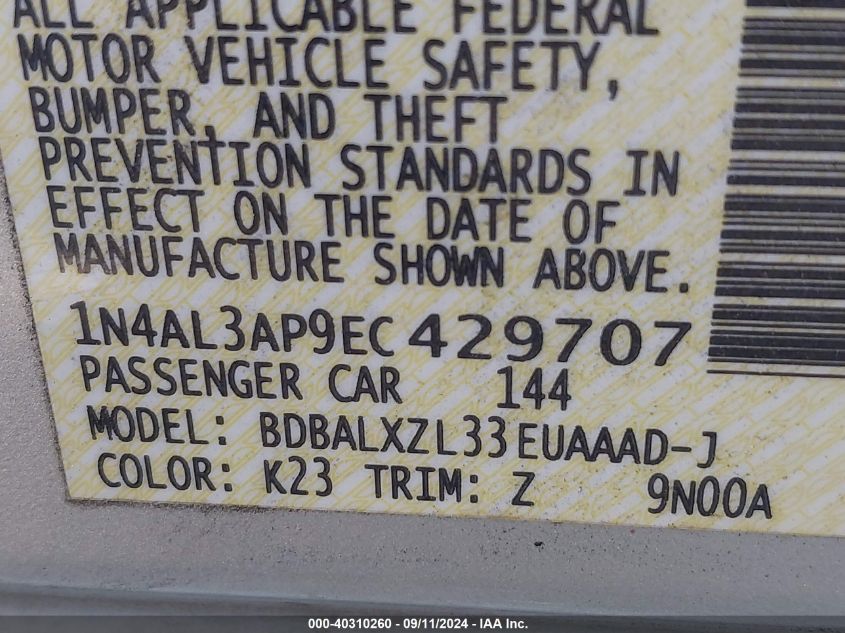 ALL APPLICABLE FEDERAL
MOTOR VEHICLE SAFETY,
BUMPER, AND THEFT
PREVENTION STANDARDS IN
EFFECT ON THE DATE OF
MANUFACTURE SHOWN ABOVE.
1N4AL3AP9EC429707
PASSENGER CAR 144
MODEL: BDBALXZL33EUAAAD-J
COLOR: K23 TRIM: Z 9N00A
000-40310260 - 09/11/2024 - IAA Inc.